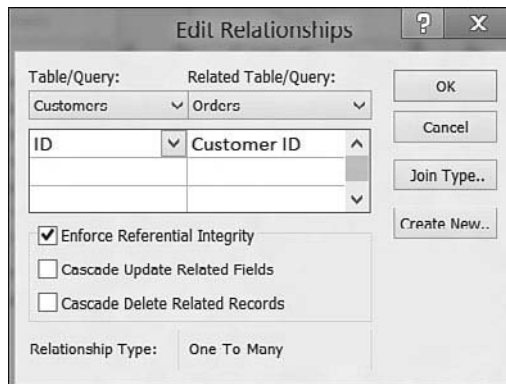 Edit Relationships
? X
Table/Query: Related Table/Query:
Customers Orders
ID Customer ID
Enforce Referential Integrity
Cascade Update Related Fields
Cascade Delete Related Records
Relationship Type: One To Many
OK
Cancel
Join Type..
Create New..